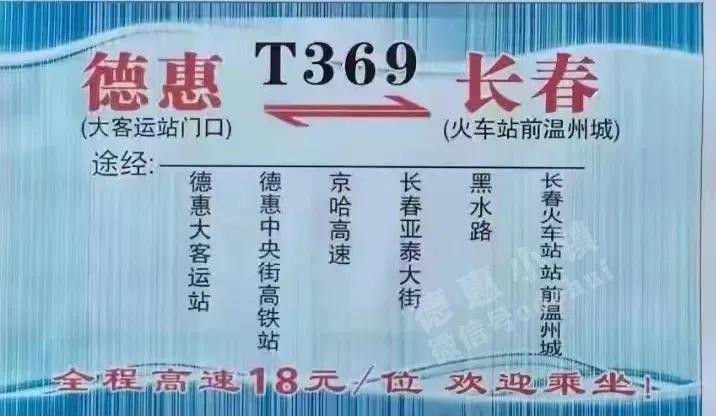 T369
德惠 长春
(大客运站门口) (火车站前温州城)
途经:
德惠大客运站
德惠中央街高铁站
京哈高速
长春亚泰大街
黑水路
长春火车站站前温州城
德惠小镇
微信号
全程高速18元/位 欢迎乘坐!